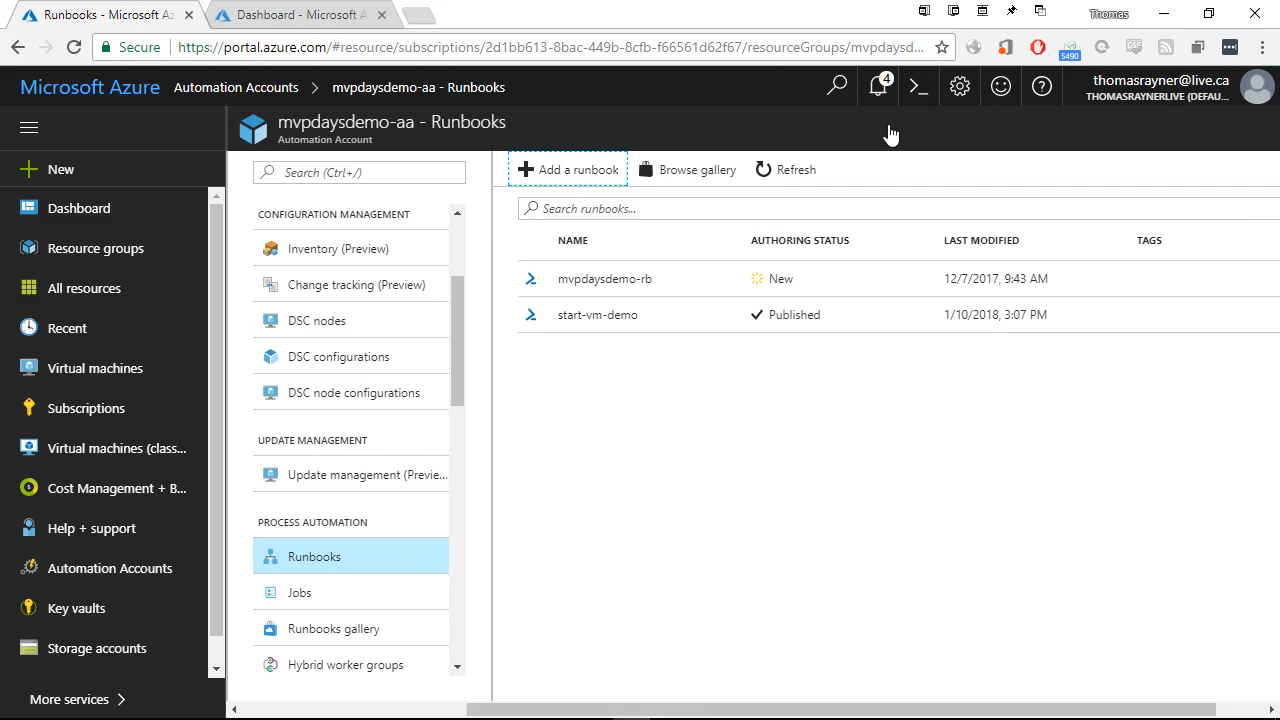 Runbooks - Microsoft Az
Dashboard - Microsoft A
Thomas
Secure
https://portal.azure.com/#resource/subscriptions/2d1bb613-8bac-449b-8cfb-f66561d62f67/resourceGroups/mvpdaysd...
5490
Microsoft Azure
Automation Accounts
mvpdaysdemo-aa - Runbooks
4
thomasrayner@live.ca
THOMASRAYNERLIVE (DEFAU...
mvpdaysdemo-aa - Runbooks
Automation Account
New
Dashboard
Resource groups
All resources
Recent
Virtual machines
Subscriptions
Virtual machines (class...
Cost Management + B...
Help + support
Automation Accounts
Key vaults
Storage accounts
More services
Search (Ctrl+/)
CONFIGURATION MANAGEMENT
Inventory (Preview)
Change tracking (Preview)
DSC nodes
DSC configurations
DSC node configurations
UPDATE MANAGEMENT
Update management (Previe...
PROCESS AUTOMATION
Runbooks
Jobs
Runbooks gallery
Hybrid worker groups
Add a runbook
Browse gallery
Refresh
Search runbooks...
NAME AUTHORING STATUS LAST MODIFIED TAGS
mvpdaysdemo-rb New 12/7/2017, 9:43 AM
start-vm-demo Published 1/10/2018, 3:07 PM